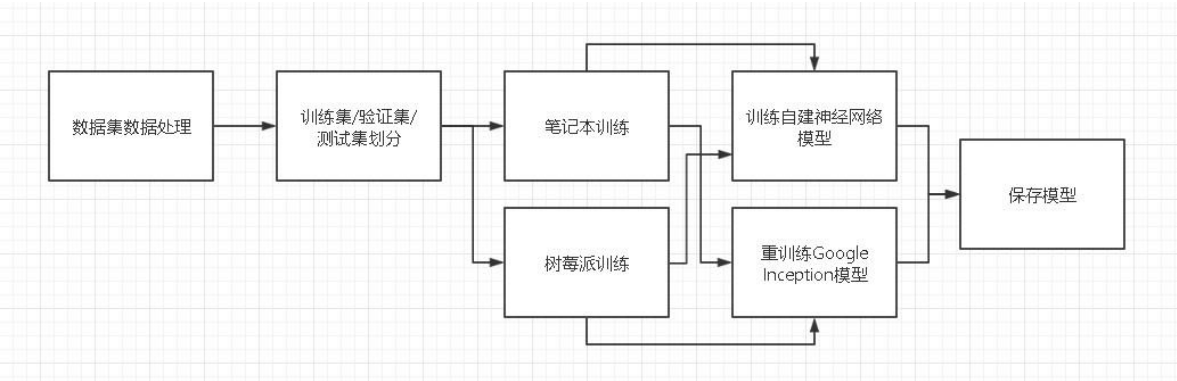 数据集数据处理
训练集/验证集/
测试集划分
笔记本训练
训练自建神经网络
模型
树莓派训练
重训练Google
Inception模型
保存模型